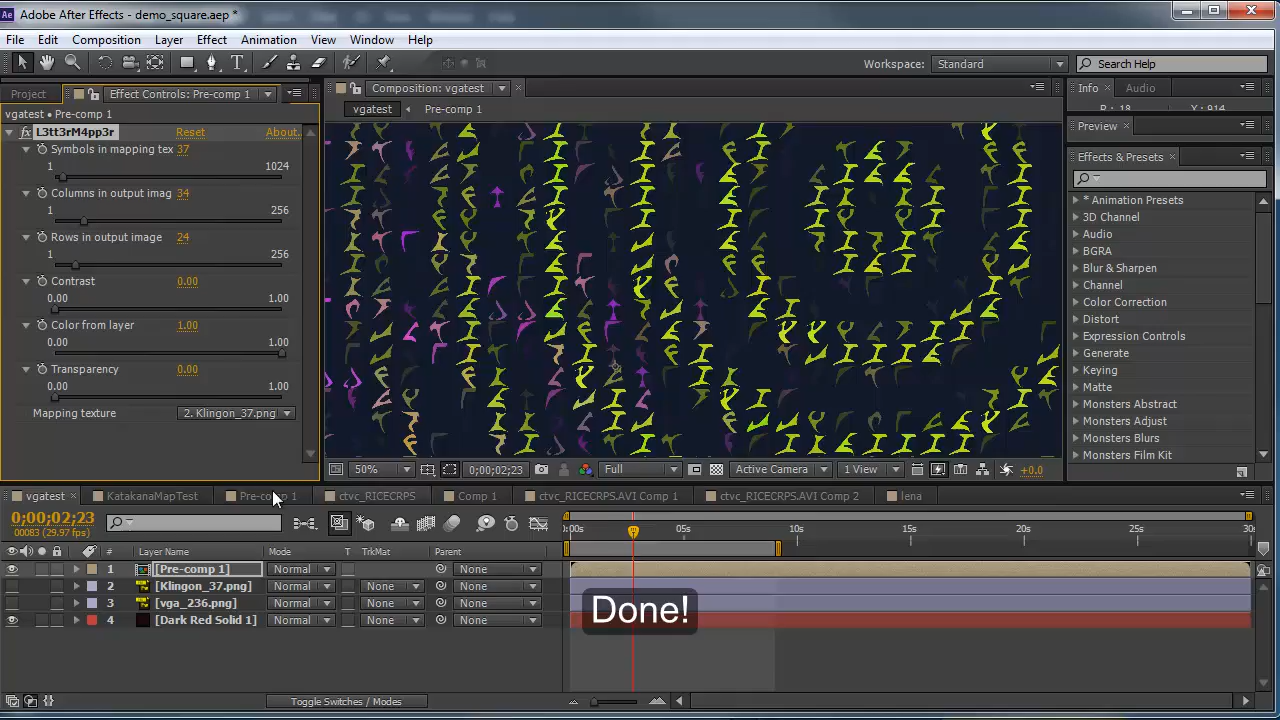 Adobe After Effects - demo_square.aep *
File Edit Composition Layer Effect Animation View Window Help
Workspace: Standard Search Help
Project Effect Controls: Pre-comp 1 Composition: vgatest Info Audio
vgatest • Pre-comp 1 vgatest Pre-comp 1
fx L3tt3rM4pp3r Reset About...
Symbols in mapping tex 37
1 1024
Columns in output imag 34
1 256
Rows in output image 24
1 256
Contrast 0.00
0.00 1.00
Color from layer 1.00
0.00 1.00
Transparency 0.00
0.00 1.00
Mapping texture 2. Klingon_37.png
Preview
Effects & Presets
* Animation Presets
3D Channel
Audio
BGRA
Blur & Sharpen
Channel
Color Correction
Distort
Expression Controls
Generate
Keying
Matte
Monsters Abstract
Monsters Adjust
Monsters Blurs
Monsters Film Kit
50% 0;00;02;23 Full Active Camera 1 View +0.0
vgatest KatakanaMapTest Pre-comp 1 ctvc_RICECRPS Comp 1 ctvc_RICECRPS.AVI Comp 1 ctvc_RICECRPS.AVI Comp 2 lena
0;00;02;23
00083 (29.97 fps)
:00s 05s 10s 15s 20s 25s 30s
# Layer Name Mode T TrkMat Parent
1 [Pre-comp 1] Normal None
2 [Klingon_37.png] Normal None None
3 [vga_236.png] Normal None None
4 [Dark Red Solid 1] Normal None None
Done!
Toggle Switches / Modes